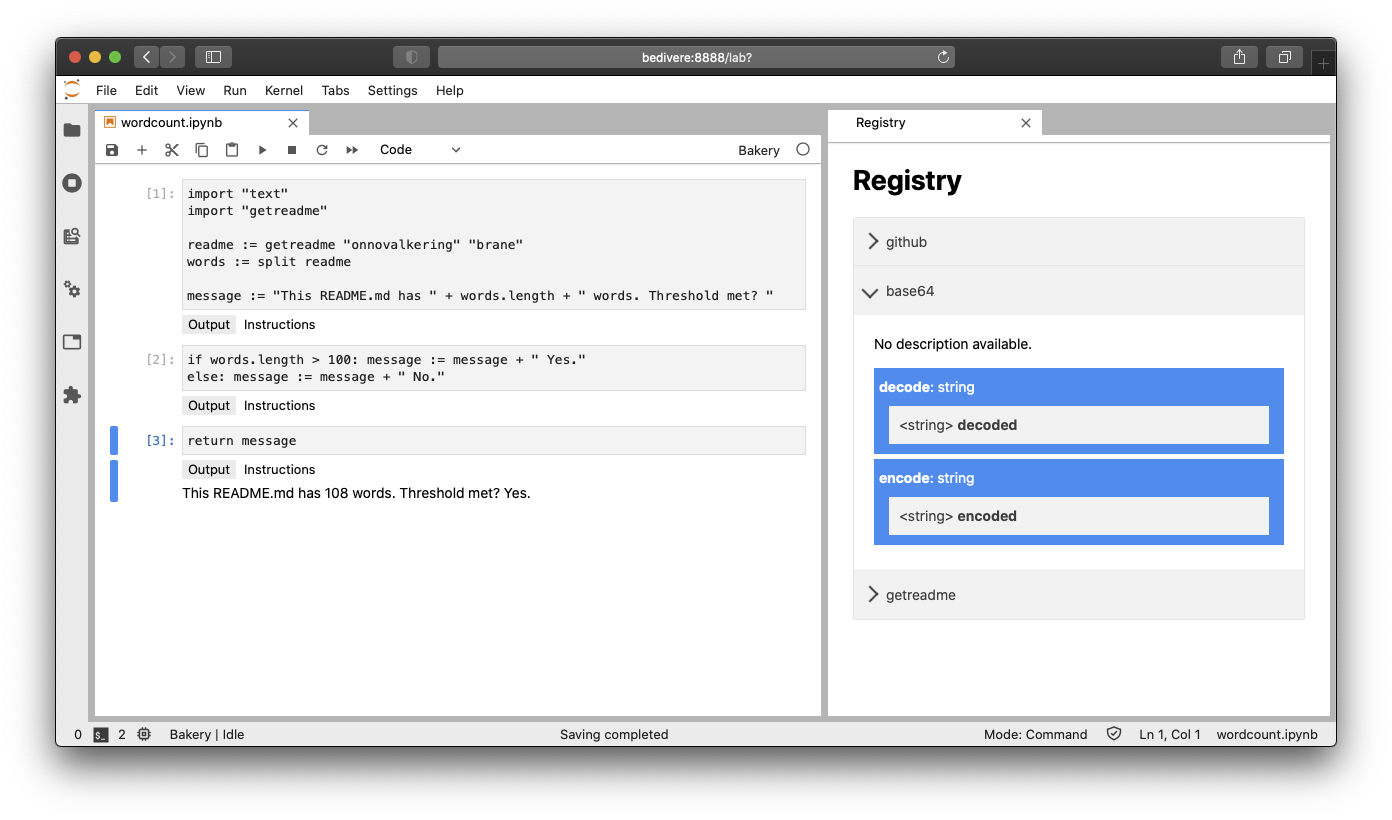 bedivere:8888/lab?
File Edit View Run Kernel Tabs Settings Help
wordcount.ipynb
Code
Bakery
[1]:
import "text"
import "getreadme"
readme := getreadme "onnovalkering" "brane"
words := split readme
message := "This README.md has " + words.length + " words. Threshold met? "
Output Instructions
[2]:
if words.length > 100: message := message + " Yes."
else: message := message + " No."
Output Instructions
[3]:
return message
Output Instructions
This README.md has 108 words. Threshold met? Yes.
Registry
Registry
github
base64
No description available.
decode: string
<string> decoded
encode: string
<string> encoded
getreadme
0 $_ 2 Bakery | Idle Saving completed Mode: Command Ln 1, Col 1 wordcount.ipynb